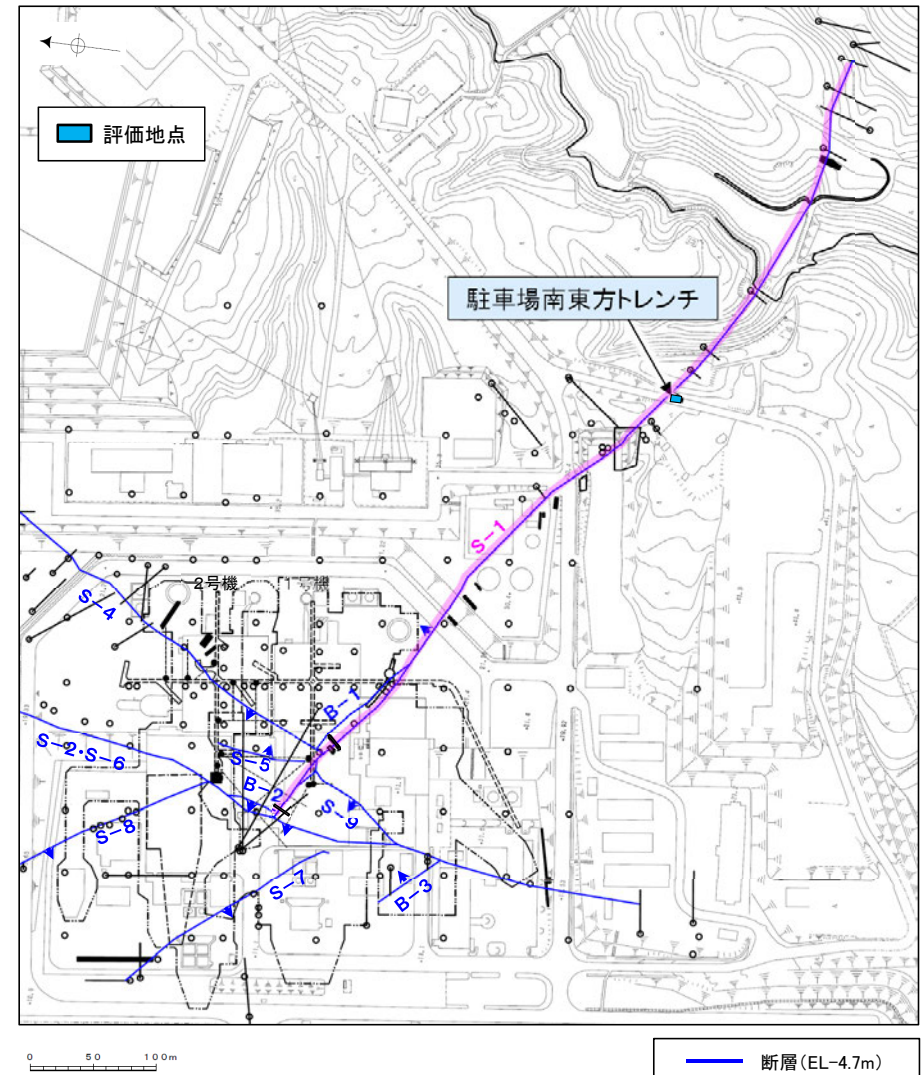 評価地点
駐車場南東方トレンチ
S-1
2号機
1号機
S-4
B-1
S-2・S-6
S-5
B-2
S-9
S-8
S-7
B-3
0 50 100m
断層(EL-4.7m)